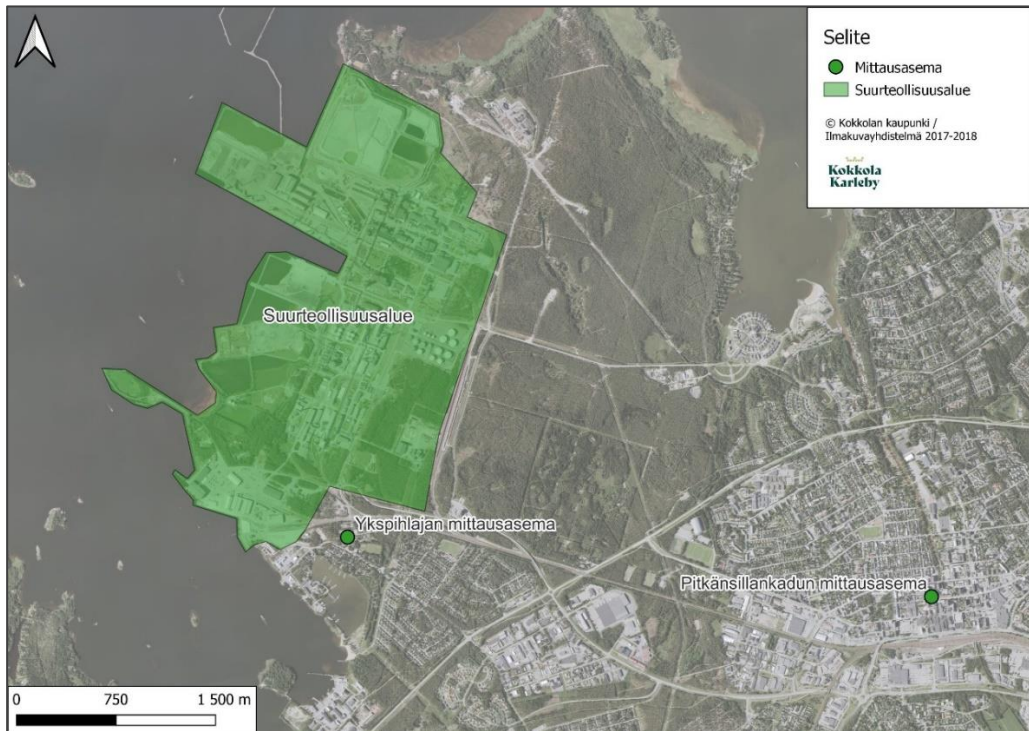 Selite
Mittausasema
Suurteollisuusalue
© Kokkolan kaupunki /
Ilmakuvayhdistelmä 2017-2018
Kokkola
Karleby
Suurteollisuusalue
Ykspihlajan mittausasema
Pitkänsillankadun mittausasema
0 750 1 500 m